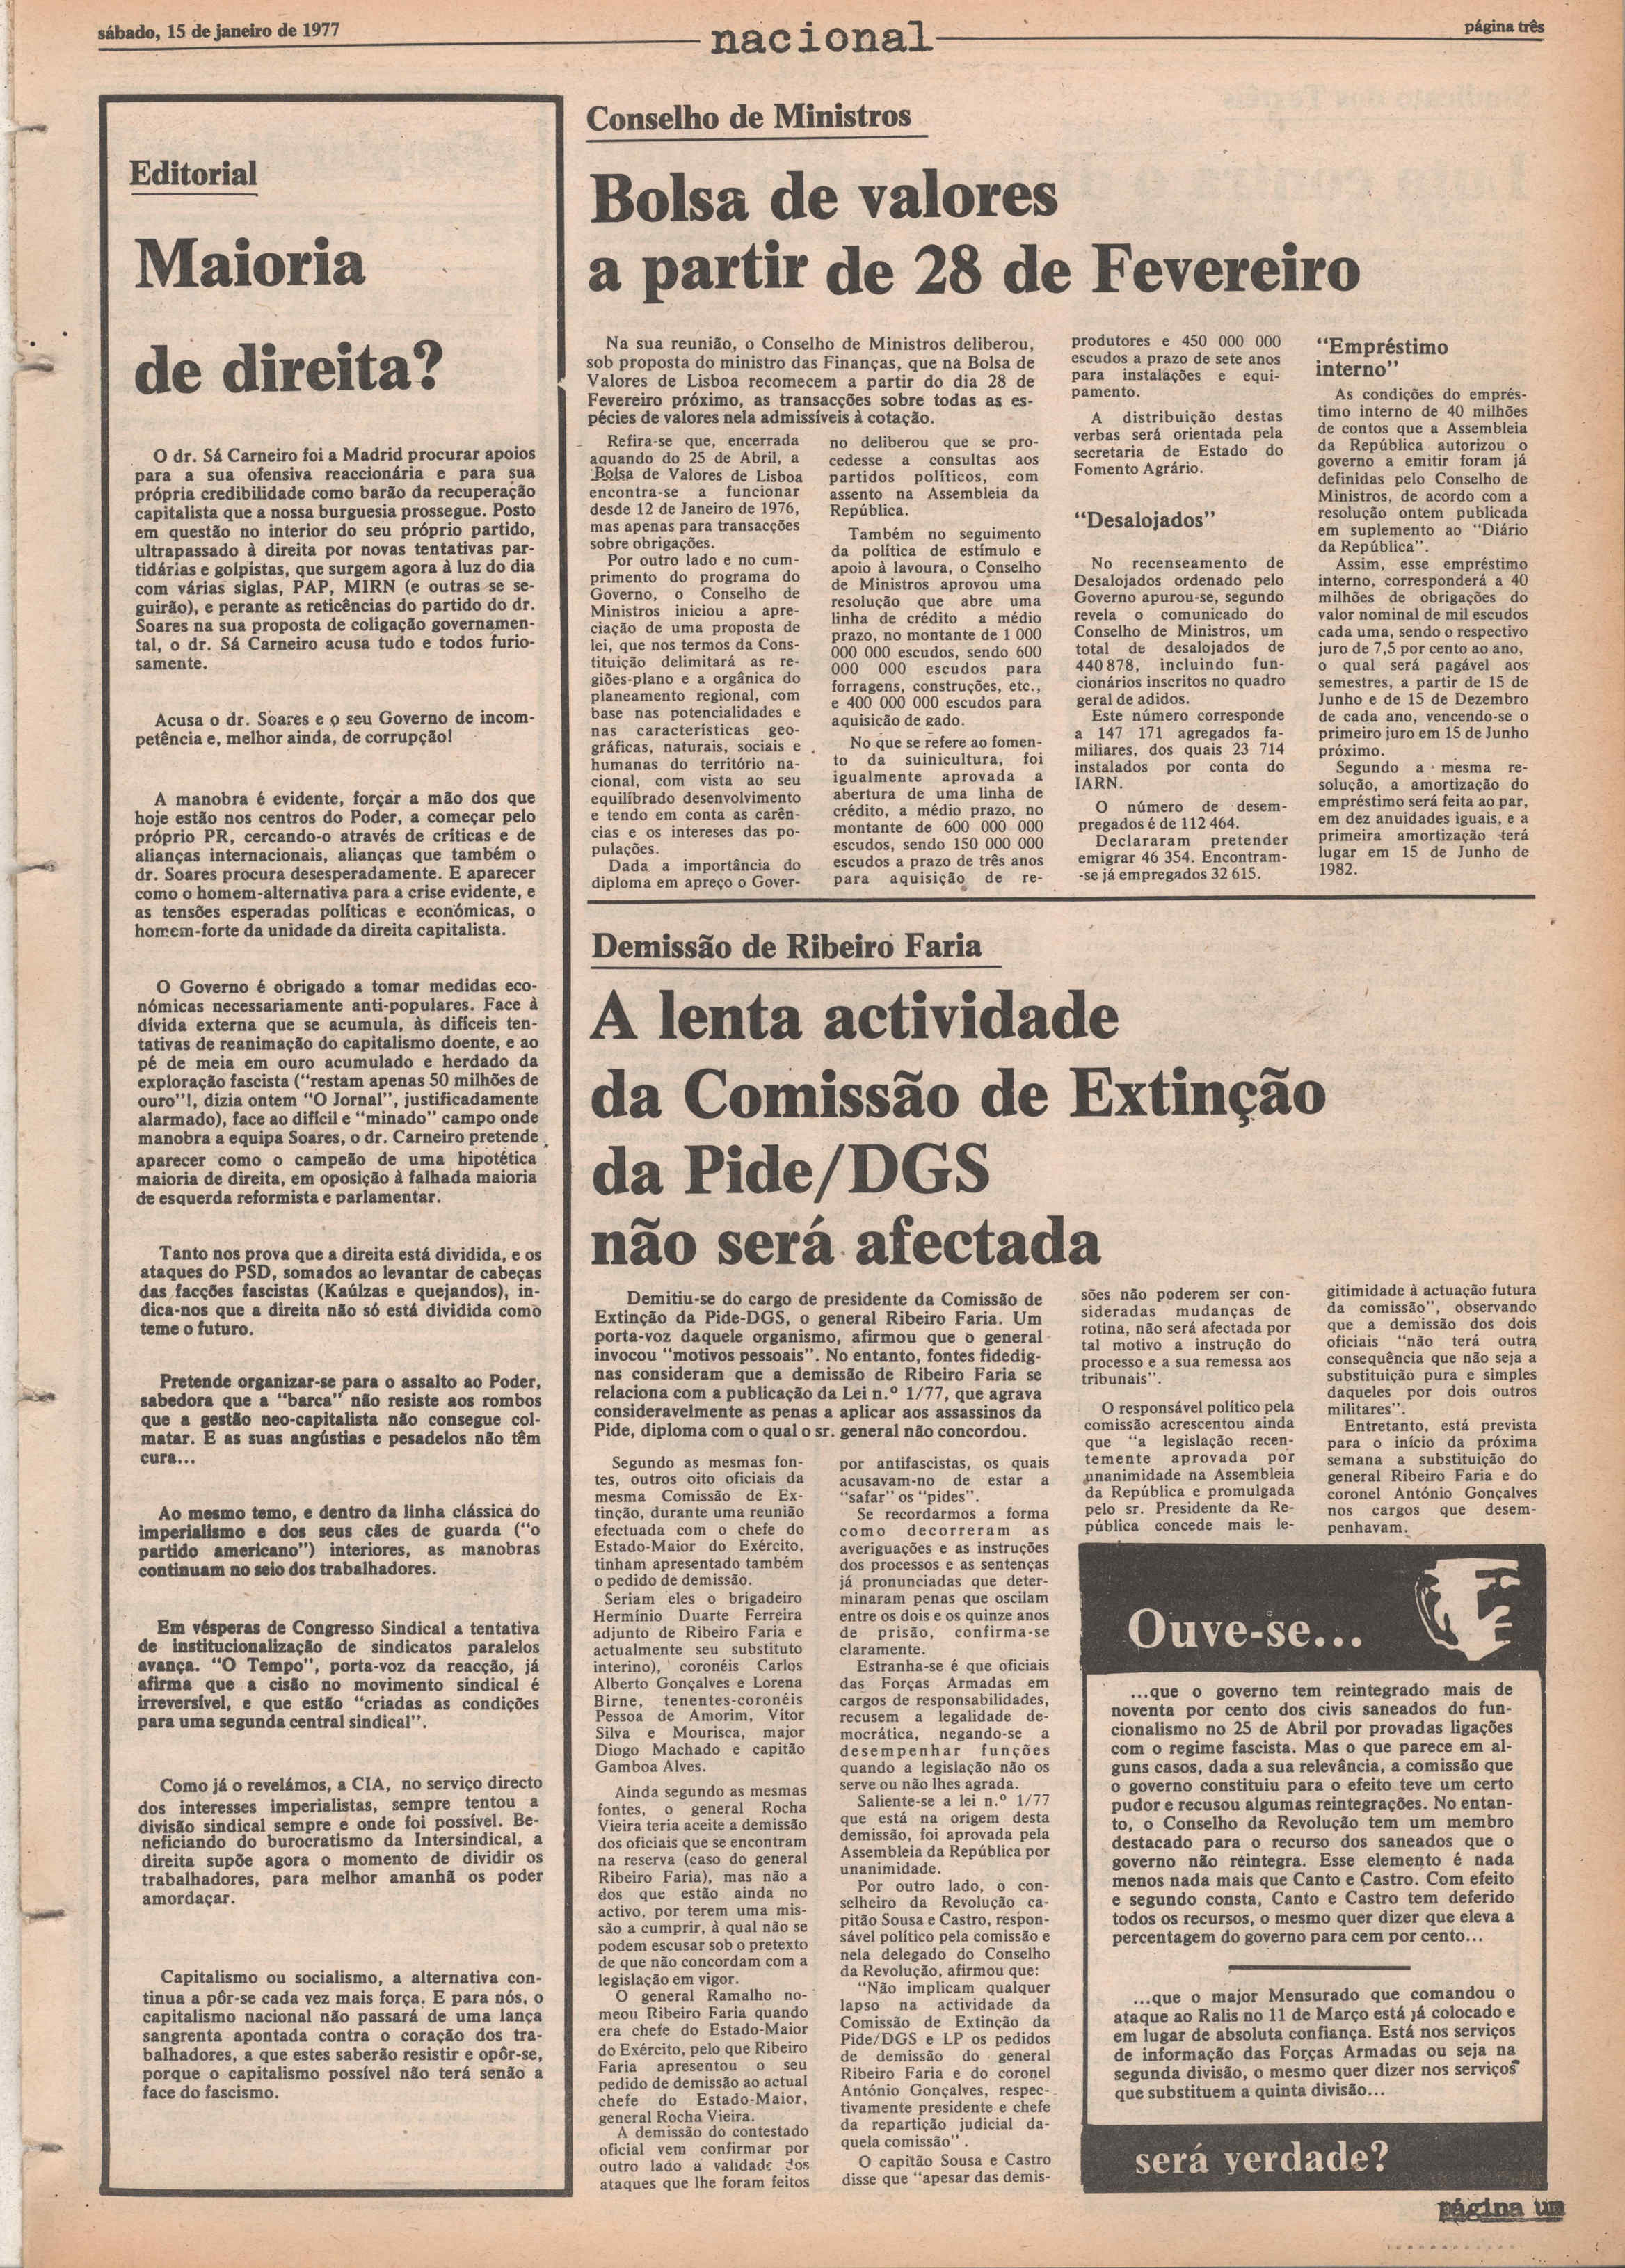 sábado, 15 de janeiro de 1977
nacional
página três
Editorial
Maioria
de direita?
O dr. Sá Carneiro foi a Madrid procurar apoios
para a sua ofensiva reaccionária e para sua
própria credibilidade como barão da recuperação
capitalista que a nossa burguesia prossegue. Posto
em questão no interior do seu próprio partido,
ultrapassado à direita por novas tentativas par-
tidárias e golpistas, que surgem agora à luz do dia
com várias siglas, PAP, MIRN (e outras se se-
guirão), e perante as reticências do partido do dr.
Soares na sua proposta de coligação governamen-
tal, o dr. Sá Carneiro acusa tudo e todos furio-
samente.
Acusa o dr. Soares e o seu Governo de incom-
petência e, melhor ainda, de corrupção!
A manobra é evidente, forçar a mão dos que
hoje estão nos centros do Poder, a começar pelo
próprio PR, cercando-o através de críticas e de
alianças internacionais, alianças que também o
dr. Soares procura desesperadamente. E aparecer
como o homem-alternativa para a crise evidente, e
as tensões esperadas políticas e económicas, o
homem-forte da unidade da direita capitalista.
O Governo é obrigado a tomar medidas eco-
nómicas necessariamente anti-populares. Face à
dívida externa que se acumula, às difíceis ten-
tativas de reanimação do capitalismo doente, e ao
pé de meia em ouro acumulado e herdado da
exploração fascista ("restam apenas 50 milhões de
ouro"!, dizia ontem "O Jornal", justificadamente
alarmado), face ao difícil e "minado" campo onde
manobra a equipa Soares, o dr. Carneiro pretende
aparecer como o campeão de uma hipotética
maioria de direita, em oposição à falhada maioria
de esquerda reformista e parlamentar.
Tanto nos prova que a direita está dividida, e os
ataques do PSD, somados ao levantar de cabeças
das facções fascistas (Kaúlzas e quejandos), in-
dica-nos que a direita não só está dividida como
teme o futuro.
Pretende organizar-se para o assalto ao Poder,
sabedora que a "barca" não resiste aos rombos
que a gestão neo-capitalista não consegue col-
matar. E as suas angústias e pesadelos não têm
cura...
Ao mesmo temo, e dentro da linha clássica do
imperialismo e dos seus cães de guarda ("o
partido americano") interiores, as manobras
continuam no seio dos trabalhadores.
Em vésperas de Congresso Sindical a tentativa
de institucionalização de sindicatos paralelos
avança. "O Tempo", porta-voz da reacção, já
afirma que a cisão no movimento sindical é
irreversível, e que estão "criadas as condições
para uma segunda central sindical".
Como já o revelámos, a CIA, no serviço directo
dos interesses imperialistas, sempre tentou a
divisão sindical sempre e onde foi possível. Be-
neficiando do burocratismo da Intersindical, a
direita supõe agora o momento de dividir os
trabalhadores, para melhor amanhã os poder
amordaçar.
Capitalismo ou socialismo, a alternativa con-
tinua a pôr-se cada vez mais força. E para nós, o
capitalismo nacional não passará de uma lança
sangrenta apontada contra o coração dos tra-
balhadores, a que estes saberão resistir e opôr-se,
porque o capitalismo possível não terá senão a
face do fascismo.
Conselho de Ministros
Bolsa de valores
a partir de 28 de Fevereiro
Na sua reunião, o Conselho de Ministros deliberou,
sob proposta do ministro das Finanças, que na Bolsa de
Valores de Lisboa recomecem a partir do dia 28 de
Fevereiro próximo, as transacções sobre todas as es-
pécies de valores nela admissíveis à cotação.
Refira-se que, encerrada
aquando do 25 de Abril, a
Bolsa de Valores de Lisboa
encontra-se a funcionar
desde 12 de Janeiro de 1976,
mas apenas para transacções
sobre obrigações.
Por outro lado e no cum-
primento do programa do
Governo, o Conselho de
Ministros iniciou a apre-
ciação de uma proposta de
lei, que nos termos da Cons-
tituição delimitará as re-
giões-plano e a orgânica do
planeamento regional, com
base nas potencialidades e
nas características geo-
gráficas, naturais, sociais e
humanas do território na-
cional, com vista ao seu
equilíbrado desenvolvimento
e tendo em conta as carên-
cias e os intereses das po-
pulações.
Dada a importância do
diploma em apreço o Gover-
no deliberou que se pro-
cedesse a consultas aos
partidos políticos, com
assento na Assembleia da
República.
Também no seguimento
da política de estímulo e
apoio à lavoura, o Conselho
de Ministros aprovou uma
resolução que abre uma
linha de crédito a médio
prazo, no montante de 1 000
000 000 escudos, sendo 600
000 000 escudos para
forragens, construções, etc.,
e 400 000 000 escudos para
aquisição de gado.
No que se refere ao fomen-
to da suinicultura, foi
igualmente aprovada a
abertura de uma linha de
crédito, a médio prazo, no
montante de 600 000 000
escudos, sendo 150 000 000
escudos a prazo de três anos
para aquisição de re-
produtores e 450 000 000
escudos a prazo de sete anos
para instalações e equi-
pamento.
A distribuição destas
verbas será orientada pela
secretaria de Estado do
Fomento Agrário.
"Desalojados"
No recenseamento de
Desalojados ordenado pelo
Governo apurou-se, segundo
revela o comunicado do
Conselho de Ministros, um
total de desalojados de
440 878, incluindo fun-
cionários inscritos no quadro
geral de adidos.
Este número corresponde
a 147 171 agregados fa-
miliares, dos quais 23 714
instalados por conta do
IARN.
O número de desem-
pregados é de 112 464.
Declararam pretender
emigrar 46 354. Encontram-
-se já empregados 32 615.
"Empréstimo
interno"
As condições do emprés-
timo interno de 40 milhões
de contos que a Assembleia
da República autorizou o
governo a emitir foram já
definidas pelo Conselho de
Ministros, de acordo com a
resolução ontem publicada
em suplemento ao "Diário
da República".
Assim, esse empréstimo
interno, corresponderá a 40
milhões de obrigações do
valor nominal de mil escudos
cada uma, sendo o respectivo
juro de 7,5 por cento ao ano,
o qual será pagável aos
semestres, a partir de 15 de
Junho e de 15 de Dezembro
de cada ano, vencendo-se o
primeiro juro em 15 de Junho
próximo.
Segundo a mesma re-
solução, a amortização do
empréstimo será feita ao par,
em dez anuidades iguais, e a
primeira amortização terá
lugar em 15 de Junho de
1982.
Demissão de Ribeiro Faria
A lenta actividade
da Comissão de Extinção
da Pide/DGS
não será afectada
Demitiu-se do cargo de presidente da Comissão de
Extinção da Pide-DGS, o general Ribeiro Faria. Um
porta-voz daquele organismo, afirmou que o general
invocou "motivos pessoais". No entanto, fontes fidedig-
nas consideram que a demissão de Ribeiro Faria se
relaciona com a publicação da Lei n.º 1/77, que agrava
consideravelmente as penas a aplicar aos assassinos da
Pide, diploma com o qual o sr. general não concordou.
Segundo as mesmas fon-
tes, outros oito oficiais da
mesma Comissão de Ex-
tinção, durante uma reunião
efectuada com o chefe do
Estado-Maior do Exército,
tinham apresentado também
o pedido de demissão.
Seriam eles o brigadeiro
Hermínio Duarte Ferreira
adjunto de Ribeiro Faria e
actualmente seu substituto
interino), coronéis Carlos
Alberto Gonçalves e Lorena
Birne, tenentes-coronéis
Pessoa de Amorim, Vítor
Silva e Mourisca, major
Diogo Machado e capitão
Gamboa Alves.
Ainda segundo as mesmas
fontes, o general Rocha
Vieira teria aceite a demissão
dos oficiais que se encontram
na reserva (caso do general
Ribeiro Faria), mas não a
dos que estão ainda no
activo, por terem uma mis-
são a cumprir, à qual não se
podem escusar sob o pretexto
de que não concordam com a
legislação em vigor.
O general Ramalho no-
meou Ribeiro Faria quando
era chefe do Estado-Maior
do Exército, pelo que Ribeiro
Faria apresentou o seu
pedido de demissão ao actual
chefe do Estado-Maior,
general Rocha Vieira.
A demissão do contestado
oficial vem confirmar por
outro lado a validade dos
ataques que lhe foram feitos
por antifascistas, os quais
acusavam-no de estar a
"safar" os "pides".
Se recordarmos a forma
como decorreram as
averiguações e as instruções
dos processos e as sentenças
já pronunciadas que deter-
minaram penas que oscilam
entre os dois e os quinze anos
de prisão, confirma-se
claramente.
Estranha-se é que oficiais
das Forças Armadas em
cargos de responsabilidades,
recusem a legalidade de-
mocrática, negando-se a
desempenhar funções
quando a legislação não os
serve ou não lhes agrada.
Saliente-se a lei n.º 1/77
que está na origem desta
demissão, foi aprovada pela
Assembleia da República por
unanimidade.
Por outro lado, o con-
selheiro da Revolução ca-
pitão Sousa e Castro, respon-
sável político pela comissão e
nela delegado do Conselho
da Revolução, afirmou que:
"Não implicam qualquer
lapso na actividade da
Comissão de Extinção da
Pide/DGS e LP os pedidos
de demissão do general
Ribeiro Faria e do coronel
António Gonçalves, respec-
tivamente presidente e chefe
da repartição judicial da-
quela comissão".
O capitão Sousa e Castro
disse que "apesar das demis-
sões não poderem ser con-
sideradas mudanças de
rotina, não será afectada por
tal motivo a instrução do
processo e a sua remessa aos
tribunais".
O responsável político pela
comissão acrescentou ainda
que "a legislação recen-
temente aprovada por
unanimidade na Assembleia
da República e promulgada
pelo sr. Presidente da Re-
pública concede mais le-
gitimidade à actuação futura
da comissão", observando
que a demissão dos dois
oficiais "não terá outra
consequência que não seja a
substituição pura e simples
daqueles por dois outros
militares".
Entretanto, está prevista
para o início da próxima
semana a substituição do
general Ribeiro Faria e do
coronel António Gonçalves
nos cargos que desem-
penhavam.
Ouve-se...
...que o governo tem reintegrado mais de
noventa por cento dos civis saneados do fun-
cionalismo no 25 de Abril por provadas ligações
com o regime fascista. Mas o que parece em al-
guns casos, dada a sua relevância, a comissão que
o governo constituiu para o efeito teve um certo
pudor e recusou algumas reintegrações. No entan-
to, o Conselho da Revolução tem um membro
destacado para o recurso dos saneados que o
governo não reintegra. Esse elemento é nada
menos nada mais que Canto e Castro. Com efeito
e segundo consta, Canto e Castro tem deferido
todos os recursos, o mesmo quer dizer que eleva a
percentagem do governo para cem por cento...
...que o major Mensurado que comandou o
ataque ao Ralis no 11 de Março está já colocado e
em lugar de absoluta confiança. Está nos serviços
de informação das Forças Armadas ou seja na
segunda divisão, o mesmo quer dizer nos serviços
que substituem a quinta divisão...
será verdade?
página um